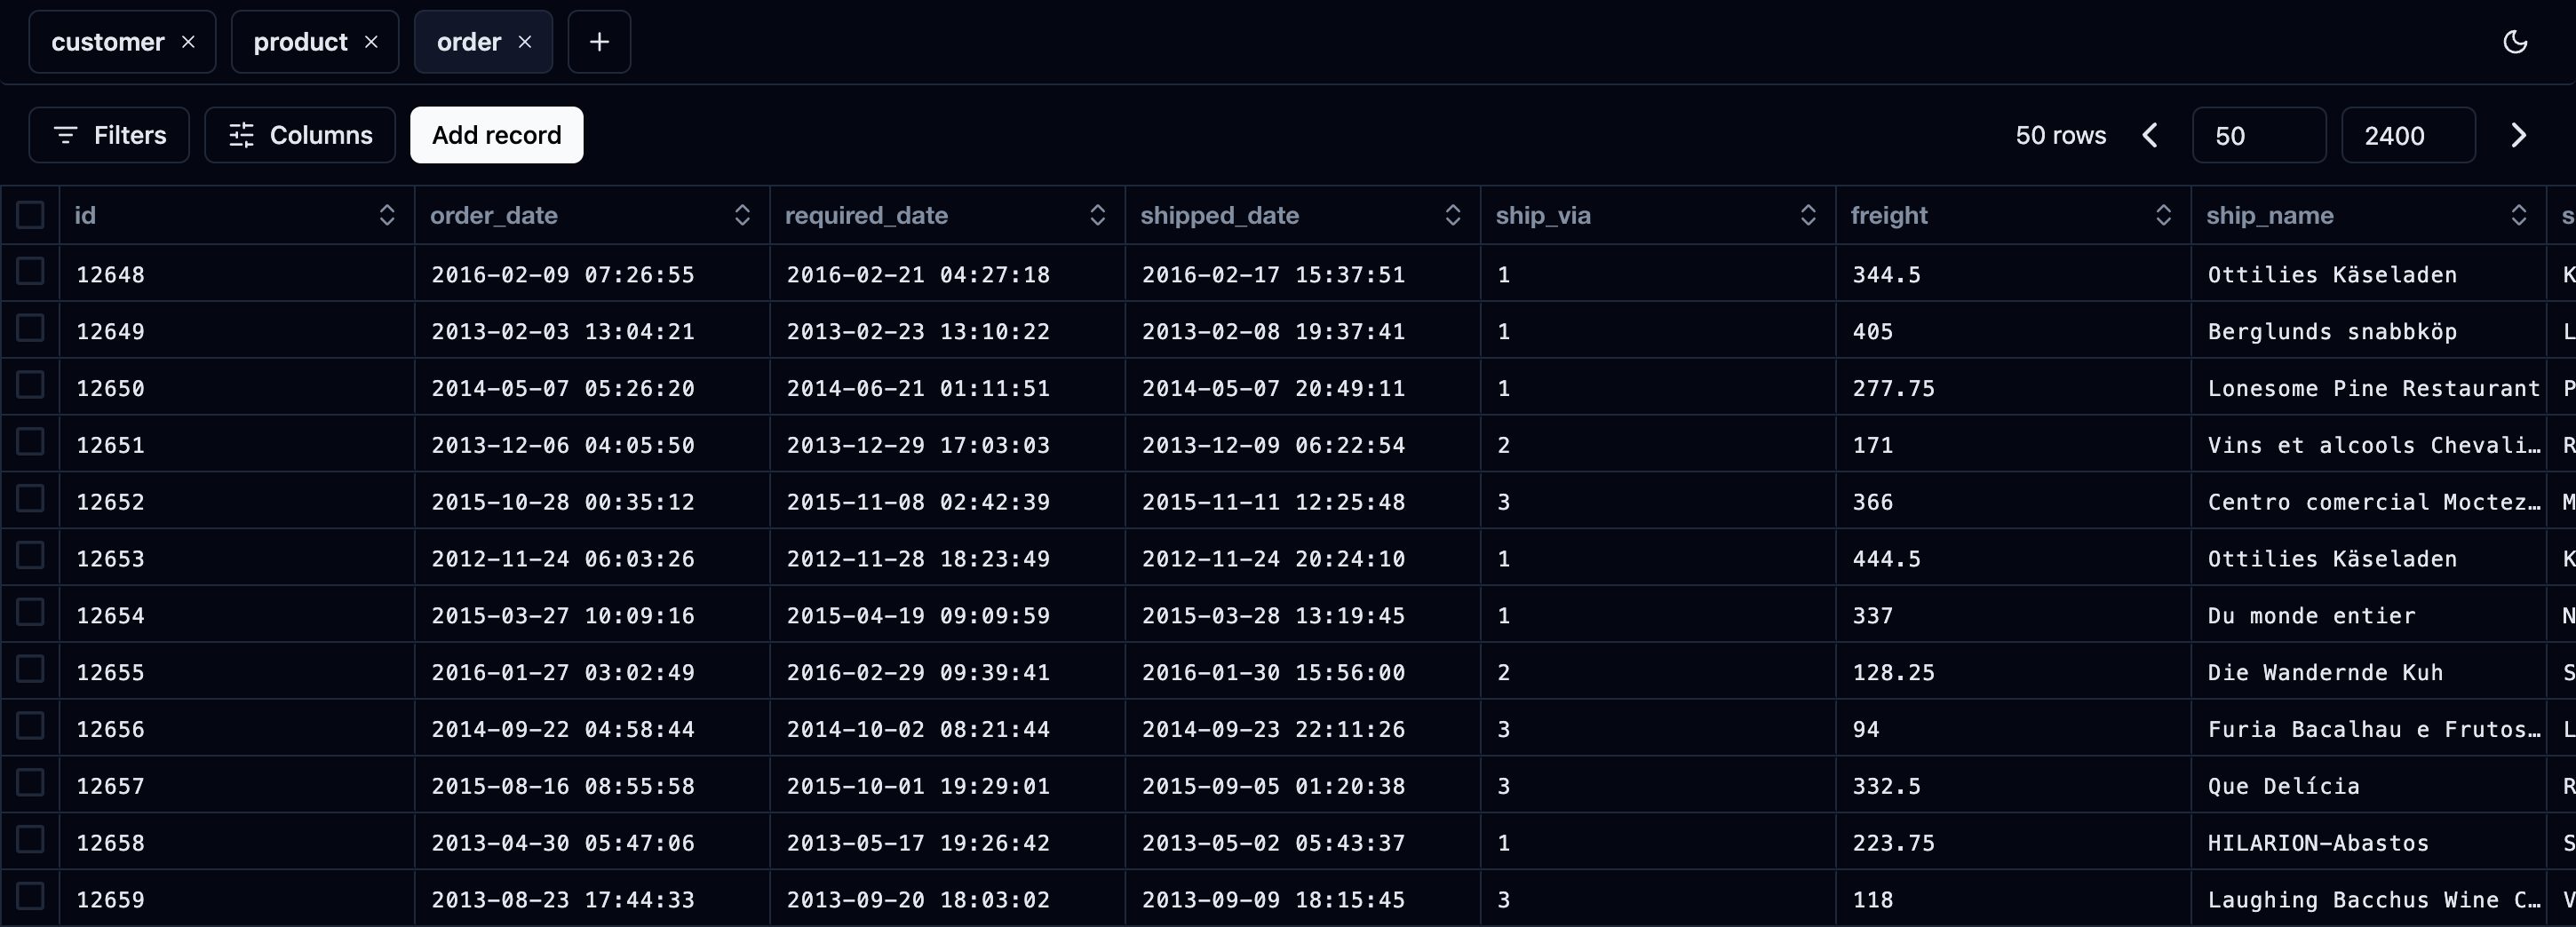 customer product order
Filters Columns Add record 50 rows 50 2400
id order_date required_date shipped_date ship_via freight ship_name s
12648 2016-02-09 07:26:55 2016-02-21 04:27:18 2016-02-17 15:37:51 1 344.5 Ottilies Käseladen K
12649 2013-02-03 13:04:21 2013-02-23 13:10:22 2013-02-08 19:37:41 1 405 Berglunds snabbköp L
12650 2014-05-07 05:26:20 2014-06-21 01:11:51 2014-05-07 20:49:11 1 277.75 Lonesome Pine Restaurant P
12651 2013-12-06 04:05:50 2013-12-29 17:03:03 2013-12-09 06:22:54 2 171 Vins et alcools Chevali… R
12652 2015-10-28 00:35:12 2015-11-08 02:42:39 2015-11-11 12:25:48 3 366 Centro comercial Moctez… M
12653 2012-11-24 06:03:26 2012-11-28 18:23:49 2012-11-24 20:24:10 1 444.5 Ottilies Käseladen K
12654 2015-03-27 10:09:16 2015-04-19 09:09:59 2015-03-28 13:19:45 1 337 Du monde entier N
12655 2016-01-27 03:02:49 2016-02-29 09:39:41 2016-01-30 15:56:00 2 128.25 Die Wandernde Kuh S
12656 2014-09-22 04:58:44 2014-10-02 08:21:44 2014-09-23 22:11:26 3 94 Furia Bacalhau e Frutos… L
12657 2015-08-16 08:55:58 2015-10-01 19:29:01 2015-09-05 01:20:38 3 332.5 Que Delícia R
12658 2013-04-30 05:47:06 2013-05-17 19:26:42 2013-05-02 05:43:37 1 223.75 HILARION-Abastos S
12659 2013-08-23 17:44:33 2013-09-20 18:03:02 2013-09-09 18:15:45 3 118 Laughing Bacchus Wine C… V